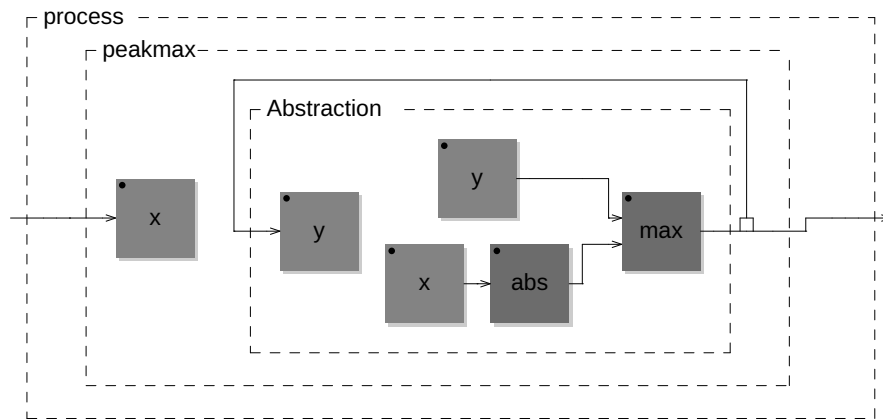 process
peakmax
Abstraction
y
x
y
max
x
abs